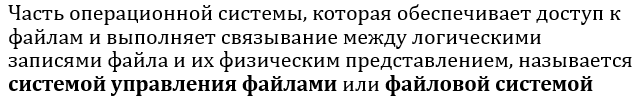 Часть операционной системы, которая обеспечивает доступ к
файлам и выполняет связывание между логическими
записями файла и их физическим представлением, называется
системой управления файлами или файловой системой